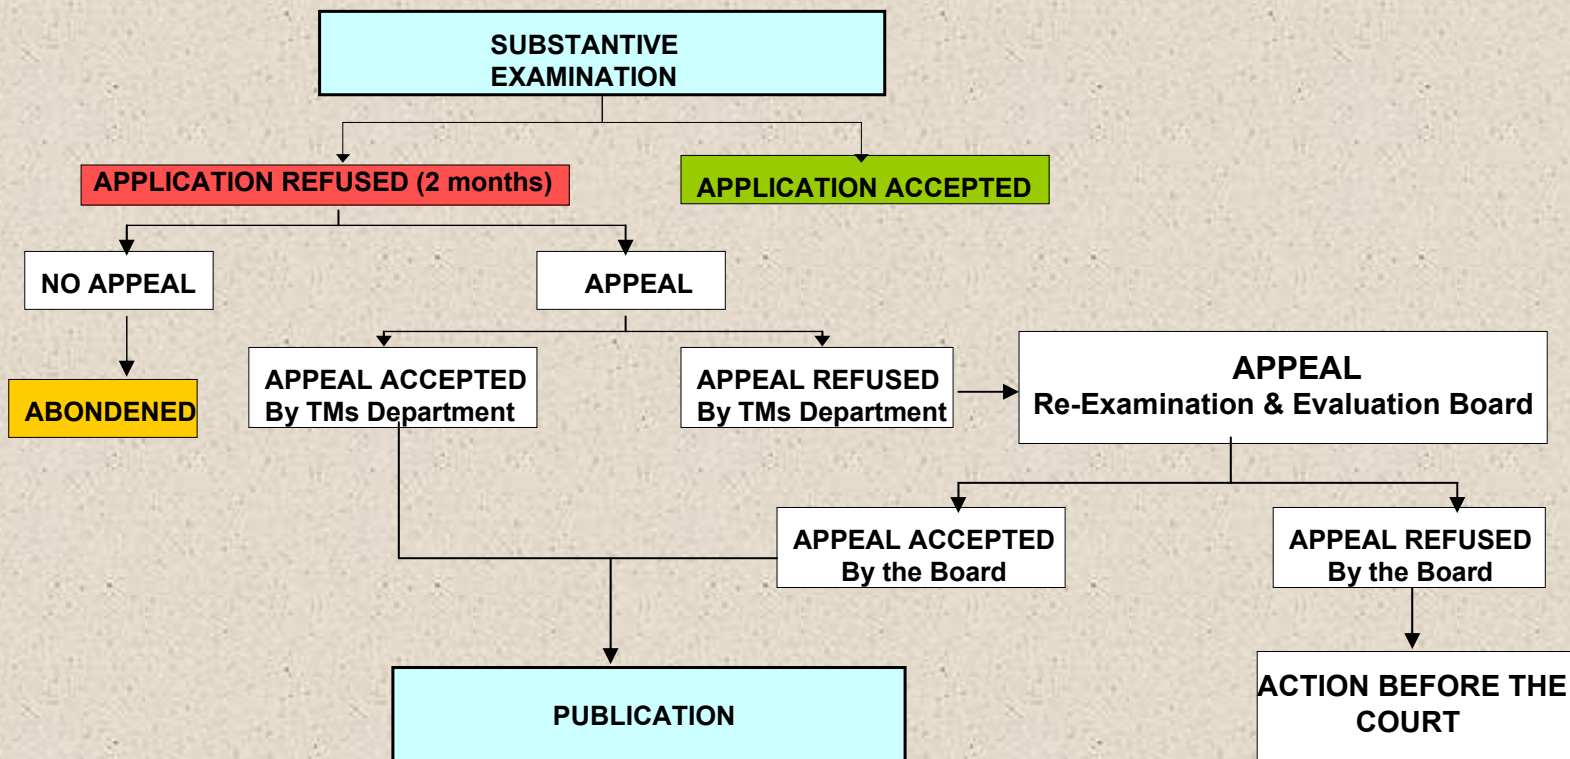 SUBSTANTIVE
EXAMINATION
APPLICATION REFUSED (2 months)
APPLICATION ACCEPTED
NO APPEAL
APPEAL
ABONDENED
APPEAL ACCEPTED
By TMs Department
APPEAL REFUSED
By TMs Department
APPEAL
Re-Examination & Evaluation Board
APPEAL ACCEPTED
By the Board
APPEAL REFUSED
By the Board
PUBLICATION
ACTION BEFORE THE
COURT